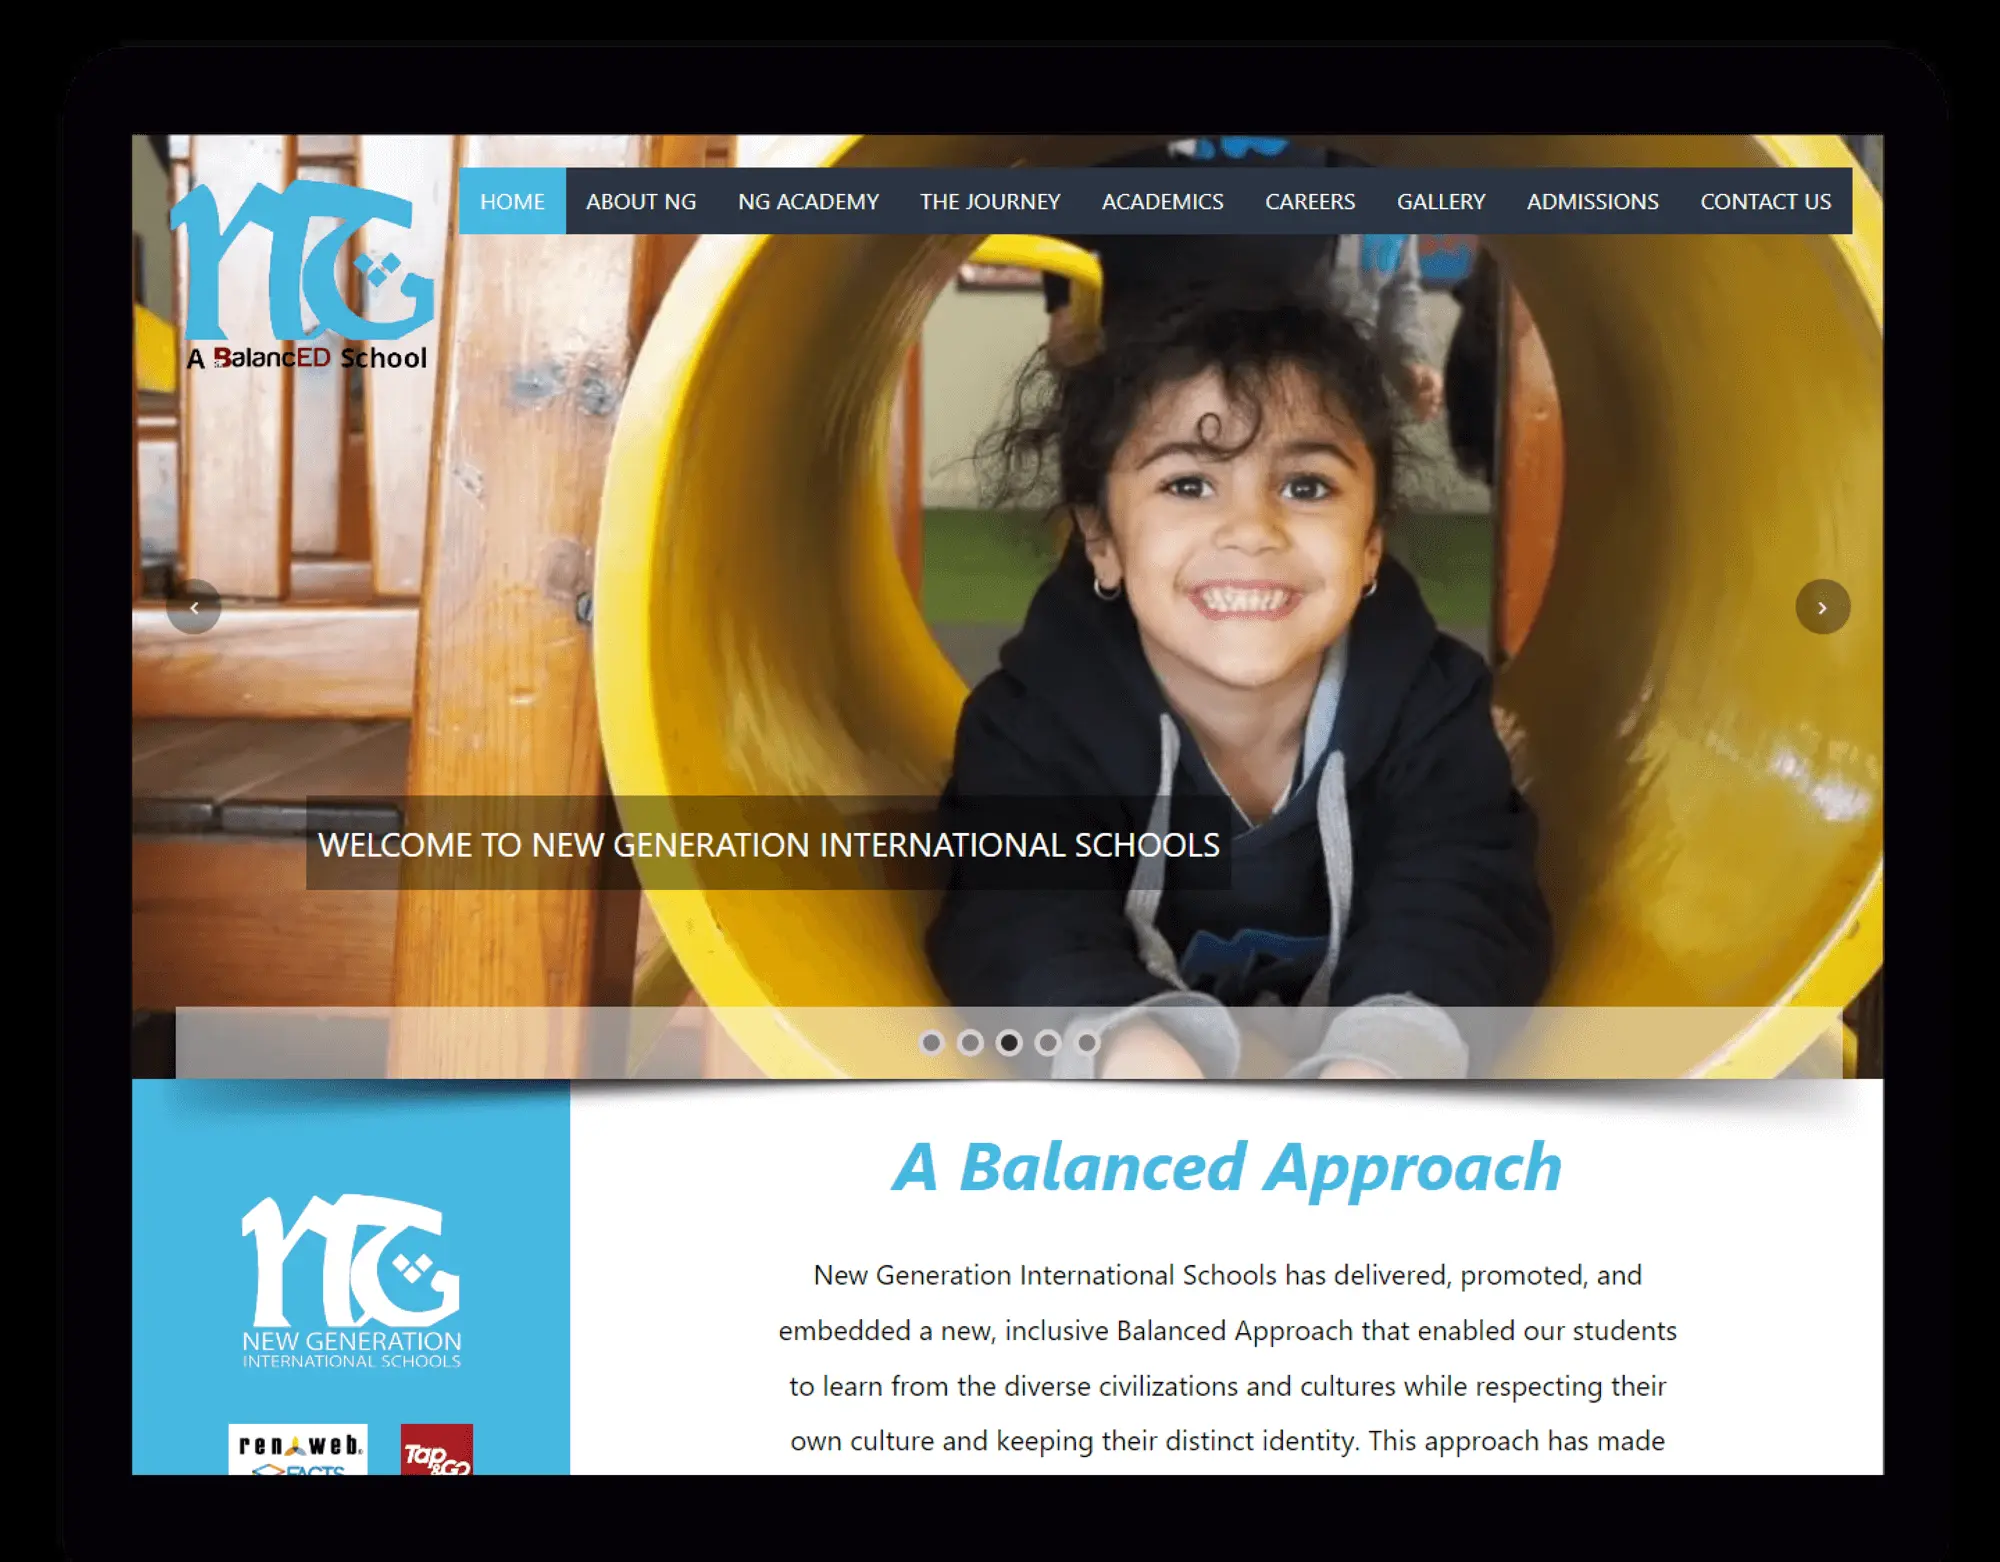 NG
A BalancED School
HOME ABOUT NG NG ACADEMY THE JOURNEY ACADEMICS CAREERS GALLERY ADMISSIONS CONTACT US
WELCOME TO NEW GENERATION INTERNATIONAL SCHOOLS
NG
NEW GENERATION
INTERNATIONAL SCHOOLS
renweb
FACTS
Tap
&GO
A Balanced Approach
New Generation International Schools has delivered, promoted, and
embedded a new, inclusive Balanced Approach that enabled our students
to learn from the diverse civilizations and cultures while respecting their
own culture and keeping their distinct identity. This approach has made